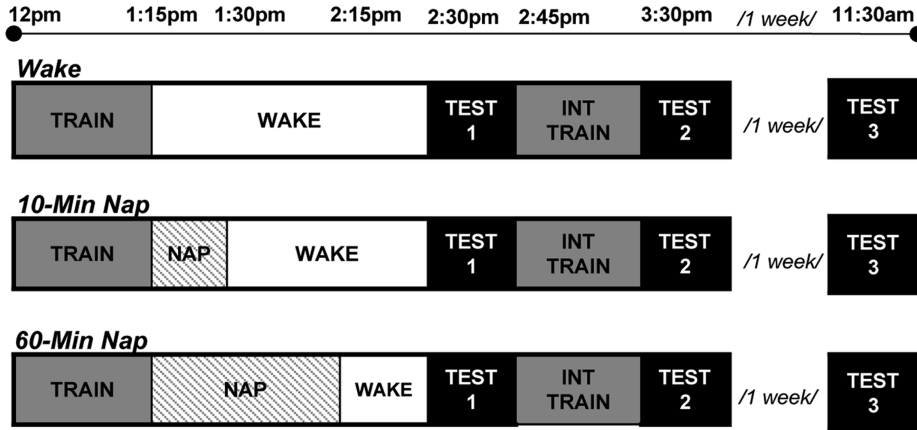 12pm 1:15pm 1:30pm 2:15pm 2:30pm 2:45pm 3:30pm /1 week/ 11:30am
Wake
TRAIN WAKE TEST 1 INT TRAIN TEST 2 /1 week/ TEST 3
10-Min Nap
TRAIN NAP WAKE TEST 1 INT TRAIN TEST 2 /1 week/ TEST 3
60-Min Nap
TRAIN NAP WAKE TEST 1 INT TRAIN TEST 2 /1 week/ TEST 3